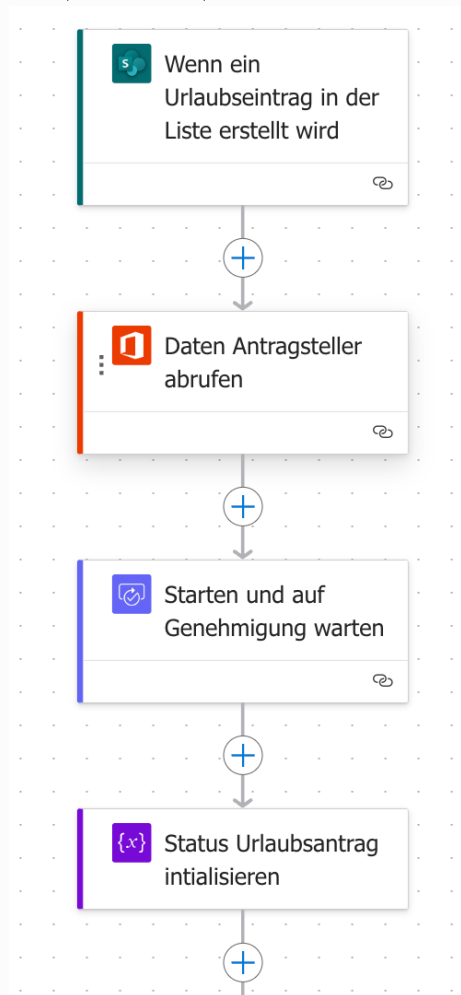 Wenn ein
Urlaubseintrag in der
Liste erstellt wird
Daten Antragsteller
abrufen
Starten und auf
Genehmigung warten
{x}
Status Urlaubsantrag
intialisieren